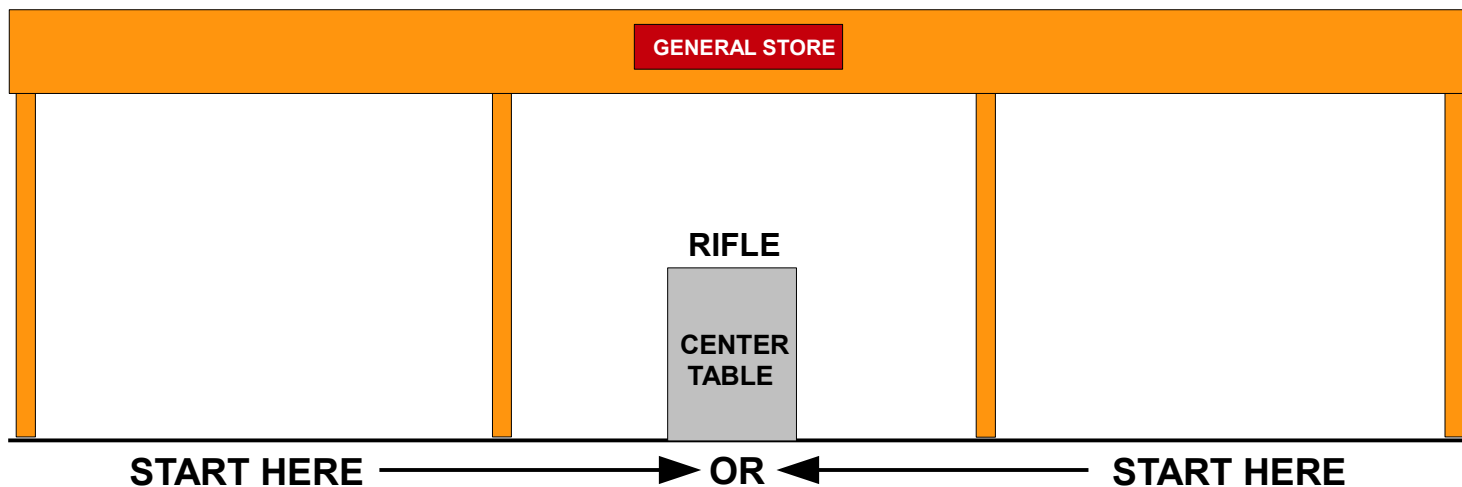 GENERAL STORE
RIFLE
CENTER
TABLE
START HERE OR START HERE